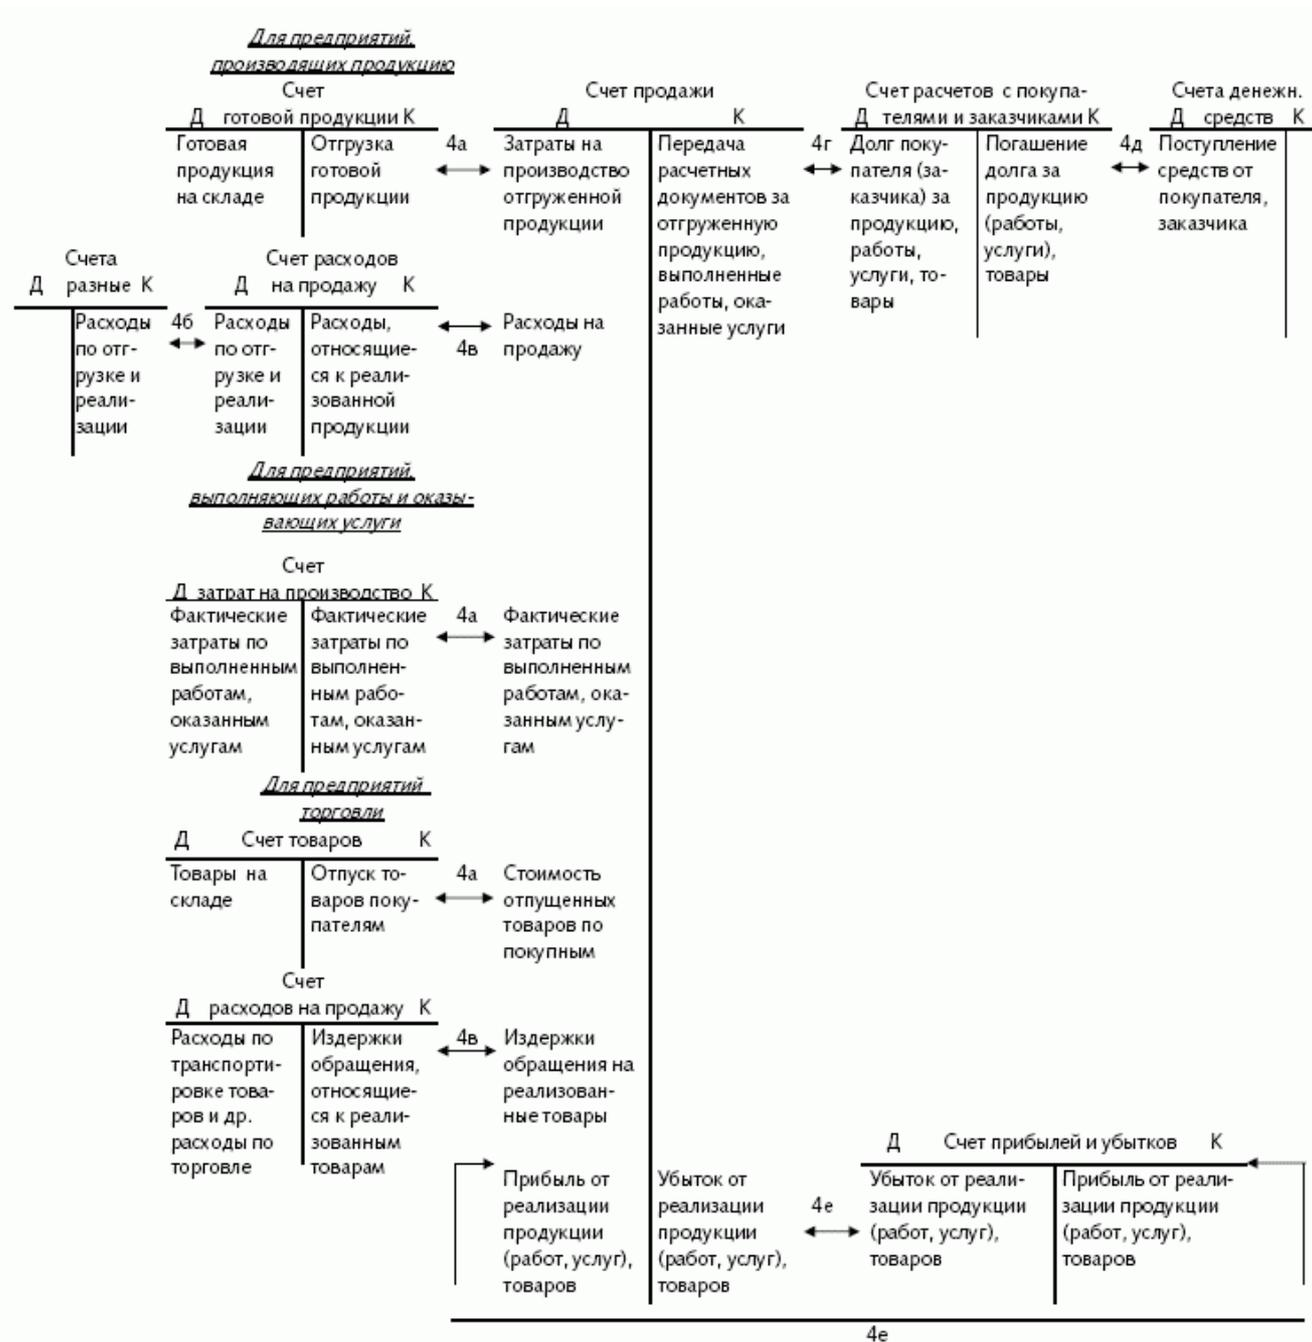 Для предприятий,
производящих продукцию
Счет
Д готовой продукции К
Готовая
продукция
на складе
Отгрузка
готовой
продукции
4а
Счет продажи
Д К
Затраты на
производство
отгруженной
продукции
Передача
расчетных
документов за
отгруженную
продукцию,
выполненные
работы, ока-
занные услуги
4г
Счет расчетов с покупа-
Д телями и заказчиками К
Долг поку-
пателя (за-
казчика) за
продукцию,
работы,
услуги, то-
вары
Погашение
долга за
продукцию
(работы,
услуги),
товары
4д
Счета денежн.
Д средств К
Поступление
средств от
покупателя,
заказчика
Счета
Д разные К
Расходы
по отг-
рузке и
реали-
зации
4б
Счет расходов
Д на продажу К
Расходы
по отг-
рузке и
реали-
зации
Расходы,
относящие-
ся к реали-
зованной
продукции
4в
Расходы на
продажу
Для предприятий,
выполняющих работы и оказы-
вающих услуги
Счет
Д затрат на производство К
Фактические
затраты по
выполненным
работам,
оказанным
услугам
Фактические
затраты по
выполнен-
ным рабо-
там, оказан-
ным услугам
4а
Фактические
затраты по
выполненным
работам, ока-
занным услу-
гам
Для предприятий
торговли
Д Счет товаров К
Товары на
складе
Отпуск то-
варов поку-
пателям
4а
Стоимость
отпущенных
товаров по
покупным
Счет
Д расходов на продажу К
Расходы по
транспорти-
ровке това-
ров и др.
расходы по
торговле
Издержки
обращения,
относящие-
ся к реали-
зованным
товарам
4в
Издержки
обращения на
реализован-
ные товары
Прибыль от
реализации
продукции
(работ, услуг),
товаров
Убыток от
реализации
продукции
(работ, услуг),
товаров
4е
Д Счет прибылей и убытков К
Убыток от реали-
зации продукции
(работ, услуг),
товаров
Прибыль от реали-
зации продукции
(работ, услуг),
товаров
4е